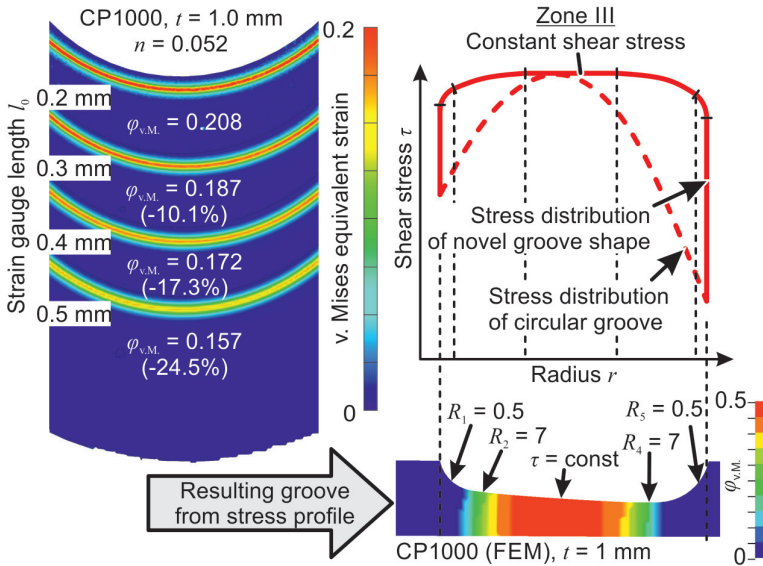 CP1000, t = 1.0 mm
n = 0.052
Strain gauge length l₀
0.2 mm
φv.M. = 0.208
0.3 mm
φv.M. = 0.187
(-10.1%)
0.4 mm
φv.M. = 0.172
(-17.3%)
0.5 mm
φv.M. = 0.157
(-24.5%)
0.2
v. Mises equivalent strain
0
Zone III
Constant shear stress
Shear stress τ
Stress distribution
of novel groove shape
Stress distribution
of circular groove
Radius r
Resulting groove
from stress profile
R₁ = 0.5
R₂ = 7
τ = const
R₄ = 7
R₅ = 0.5
0.5
φv.M.
0
CP1000 (FEM), t = 1 mm